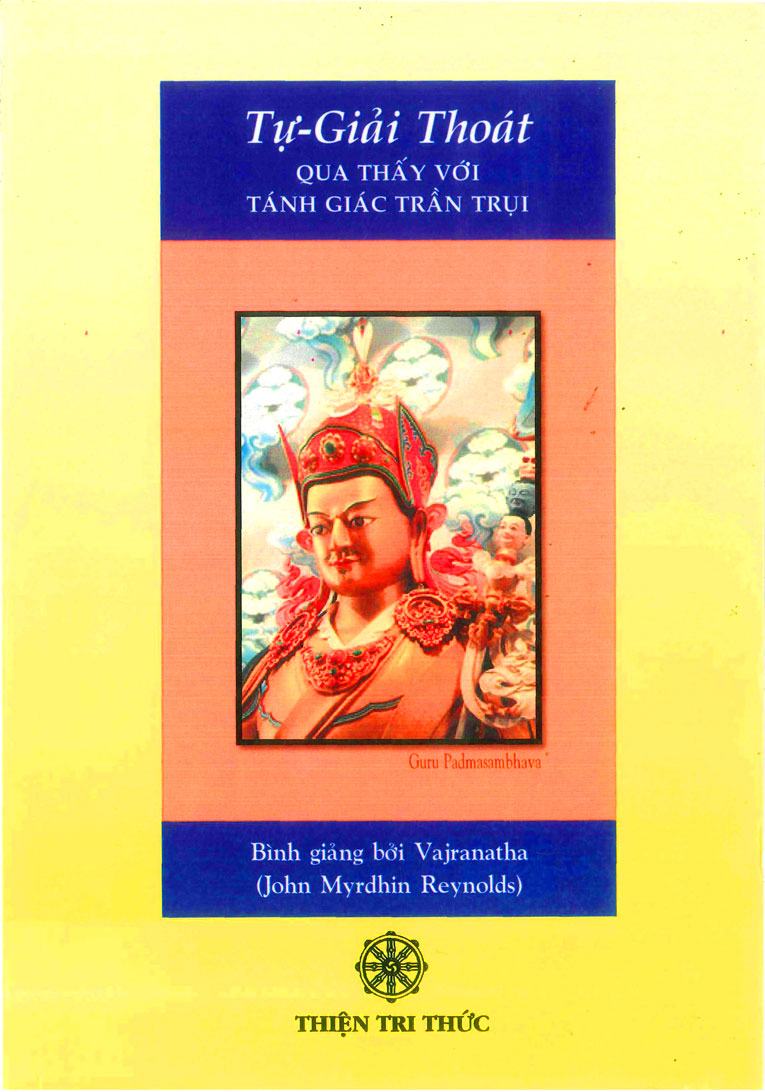 Tự-Giải Thoát
QUA THẤY VỚI
TÁNH GIÁC TRẦN TRỤI
Guru Padmasambhava
Bình giảng bởi Vajranatha
(John Myrdhin Reynolds)
THIỆN TRI THỨC